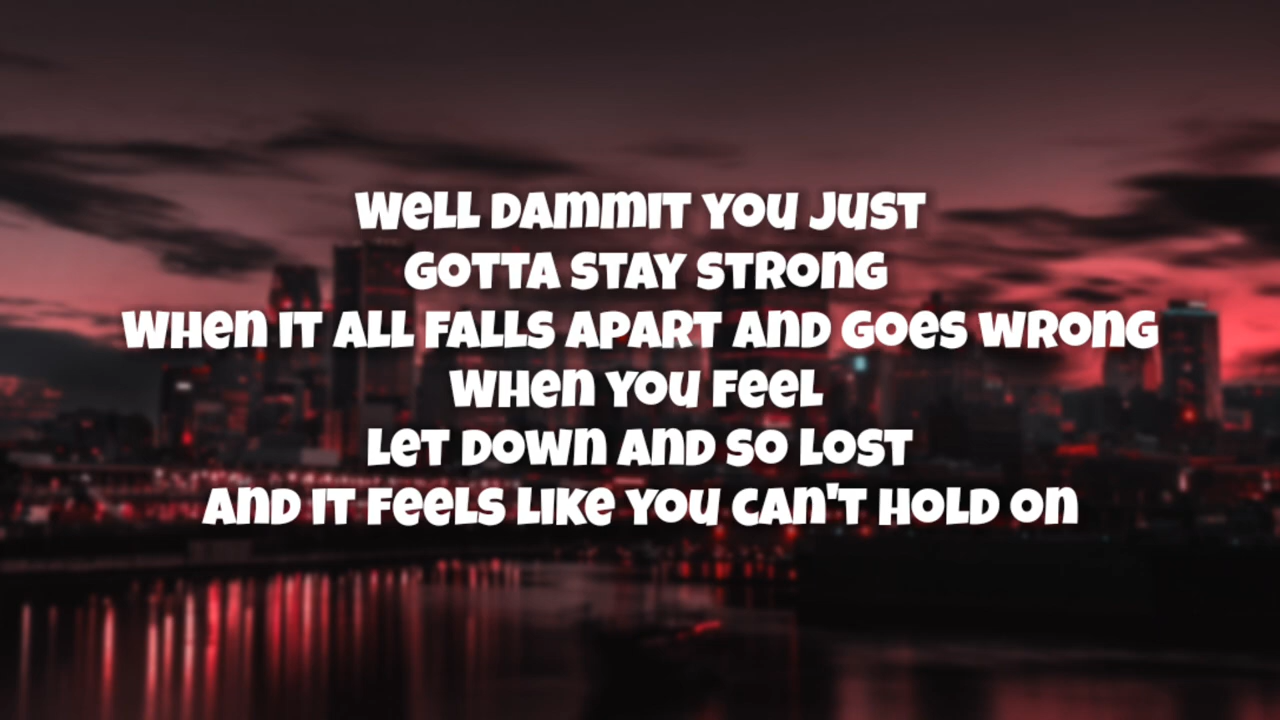 Well dammit you just
gotta stay strong
When it all falls apart and goes wrong
When you feel
let down and so lost
And it feels like you can't hold on